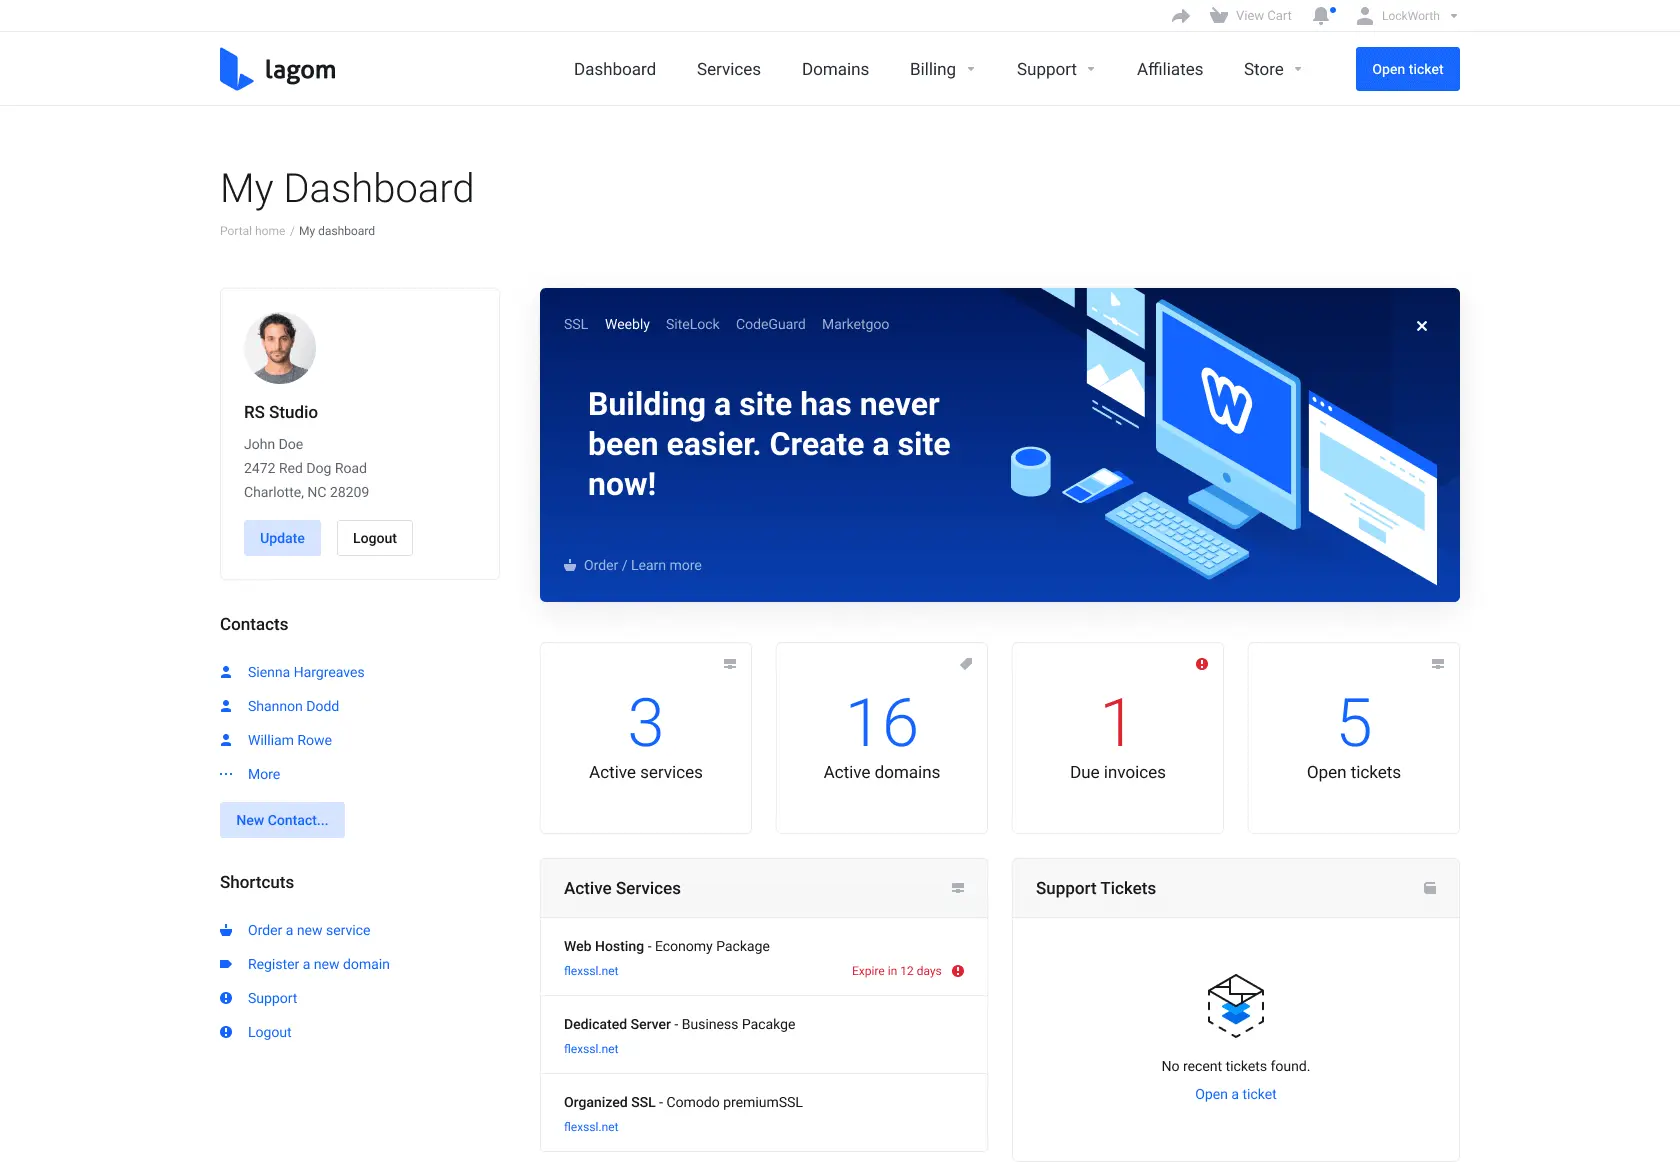 View Cart
LockWorth
lagom
Dashboard
Services
Domains
Billing
Support
Affiliates
Store
Open ticket
My Dashboard
Portal home / My dashboard
RS Studio
John Doe
2472 Red Dog Road
Charlotte, NC 28209
Update
Logout
Contacts
Sienna Hargreaves
Shannon Dodd
William Rowe
More
New Contact...
Shortcuts
Order a new service
Register a new domain
Support
Logout
SSL
Weebly
SiteLock
CodeGuard
Marketgoo
Building a site has never
been easier. Create a site
now!
Order / Learn more
3
Active services
16
Active domains
1
Due invoices
5
Open tickets
Active Services
Web Hosting - Economy Package
flexssl.net
Expire in 12 days
Dedicated Server - Business Pacakge
flexssl.net
Organized SSL - Comodo premiumSSL
flexssl.net
Support Tickets
No recent tickets found.
Open a ticket